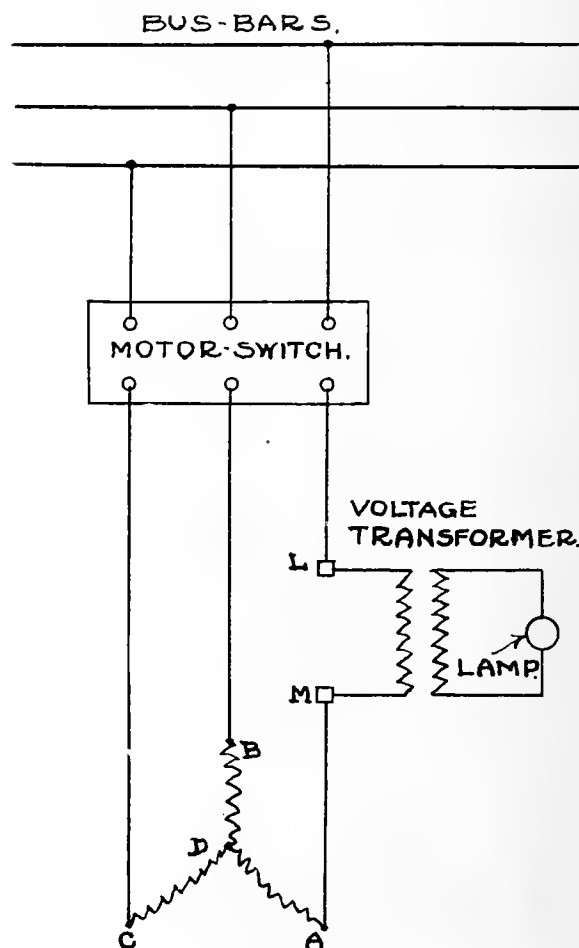 BUS-BARS.
MOTOR-SWITCH.
VOLTAGE
TRANSFORMER.
L
LAMP.
M
B
D
C
A